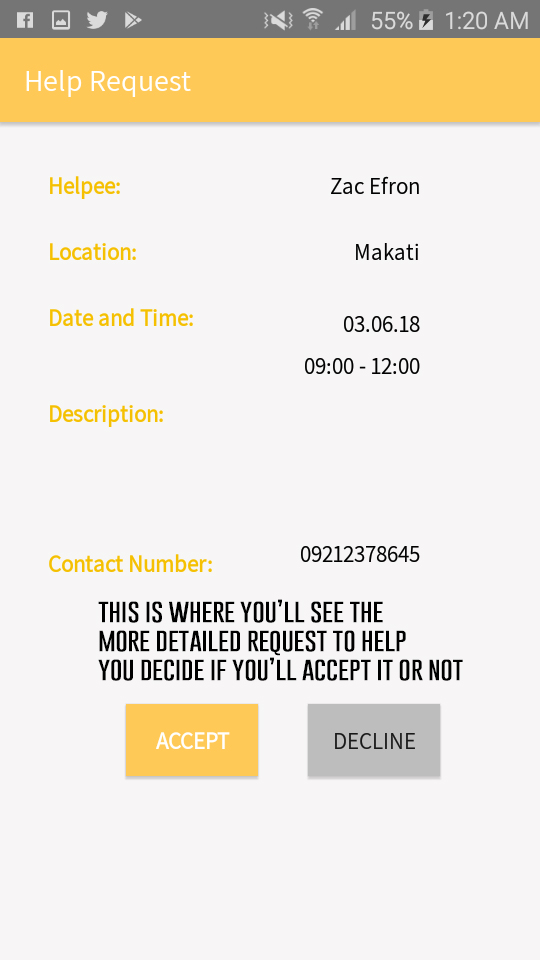 55% 1:20 AM
Help Request
Helpee: Zac Efron
Location: Makati
Date and Time: 03.06.18
09:00 - 12:00
Description:
Contact Number: 09212378645
THIS IS WHERE YOU'LL SEE THE
MORE DETAILED REQUEST TO HELP
YOU DECIDE IF YOU'LL ACCEPT IT OR NOT
ACCEPT DECLINE